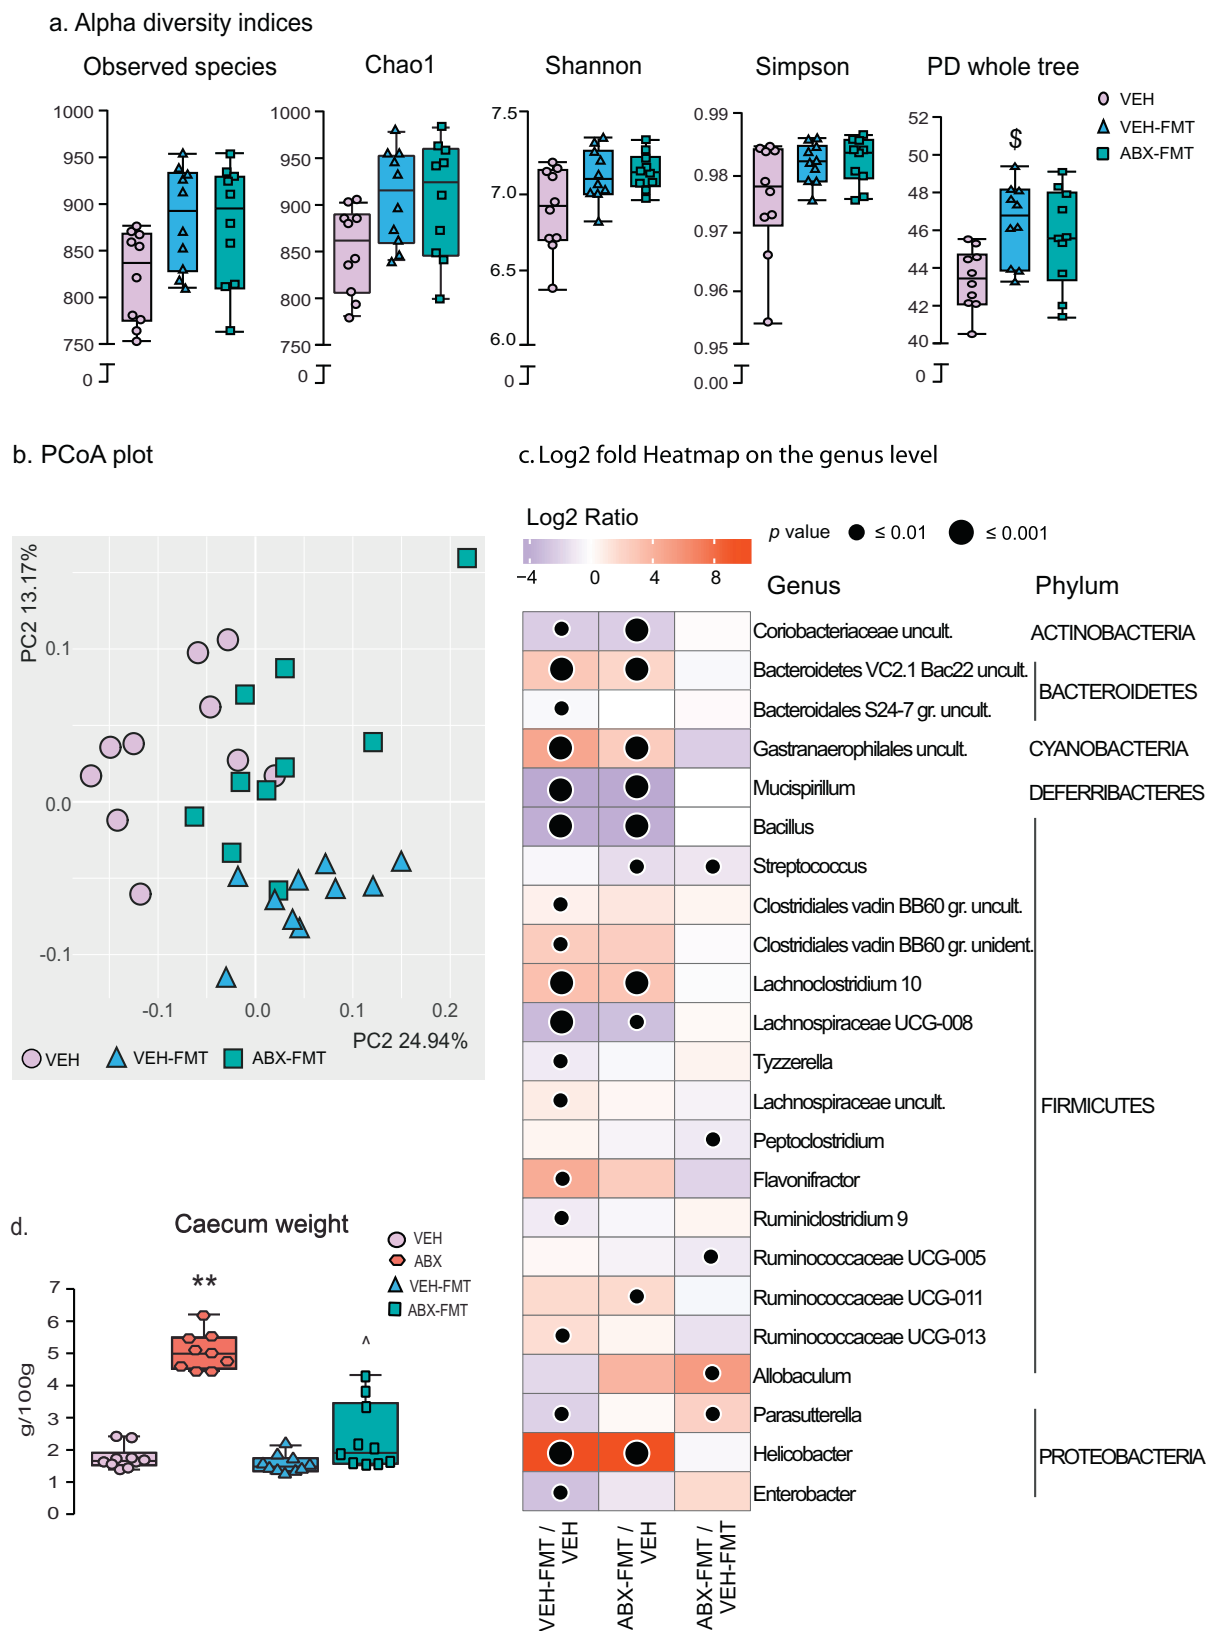 a. Alpha diversity indices
Observed species
Chao1
Shannon
Simpson
PD whole tree
VEH
VEH-FMT
ABX-FMT
1000
950
900
850
800
750
0
1000
950
900
850
800
750
0
7.5
7.0
6.5
6.0
0
0.99
0.98
0.97
0.96
0.95
0.00
52
50
48
46
44
42
40
0
$
b. PCoA plot
PC2 13.17%
0.1
0.0
-0.1
-0.1
0.0
0.1
0.2
PC2 24.94%
VEH
VEH-FMT
ABX-FMT
c. Log2 fold Heatmap on the genus level
Log2 Ratio
−4
0
4
8
p value
≤ 0.01
≤ 0.001
Genus
Phylum
Coriobacteriaceae uncult.
Bacteroidetes VC2.1 Bac22 uncult.
Bacteroidales S24-7 gr. uncult.
Gastranaerophilales uncult.
Mucispirillum
Bacillus
Streptococcus
Clostridiales vadin BB60 gr. uncult.
Clostridiales vadin BB60 gr. unident.
Lachnoclostridium 10
Lachnospiraceae UCG-008
Tyzzerella
Lachnospiraceae uncult.
Peptoclostridium
Flavonifractor
Ruminiclostridium 9
Ruminococcaceae UCG-005
Ruminococcaceae UCG-011
Ruminococcaceae UCG-013
Allobaculum
Parasutterella
Helicobacter
Enterobacter
ACTINOBACTERIA
BACTEROIDETES
CYANOBACTERIA
DEFERRIBACTERES
FIRMICUTES
PROTEOBACTERIA
VEH-FMT /
VEH
ABX-FMT /
VEH
ABX-FMT /
VEH-FMT
d.
Caecum weight
VEH
ABX
VEH-FMT
ABX-FMT
g/100g
7
6
5
4
3
2
1
0
**
^